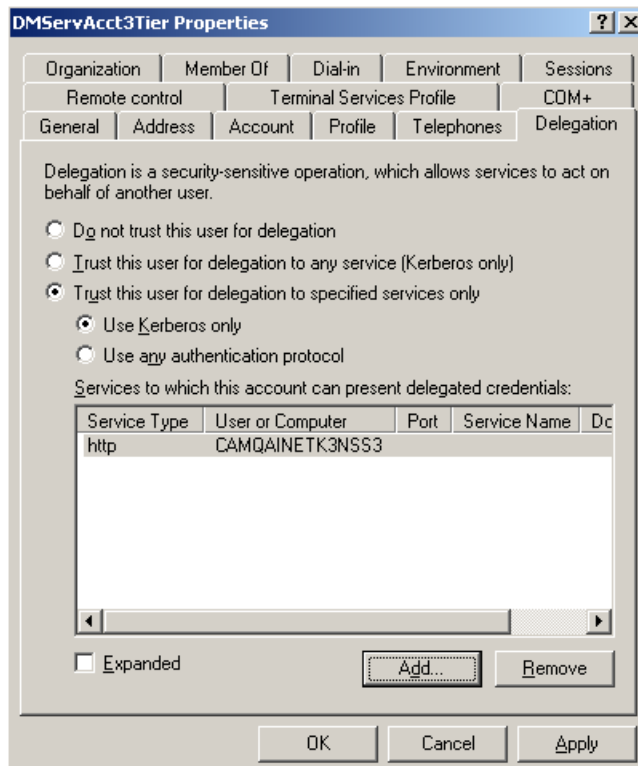 DMServAcct3Tier Properties
Organization Member Of Dial-in Environment Sessions
Remote control Terminal Services Profile COM+
General Address Account Profile Telephones Delegation
Delegation is a security-sensitive operation, which allows services to act on
behalf of another user.
Do not trust this user for delegation
Trust this user for delegation to any service (Kerberos only)
Trust this user for delegation to specified services only
Use Kerberos only
Use any authentication protocol
Services to which this account can present delegated credentials:
Service Type User or Computer Port Service Name Dc
http CAMQAINETK3NSS3
Expanded Add... Remove
OK Cancel Apply